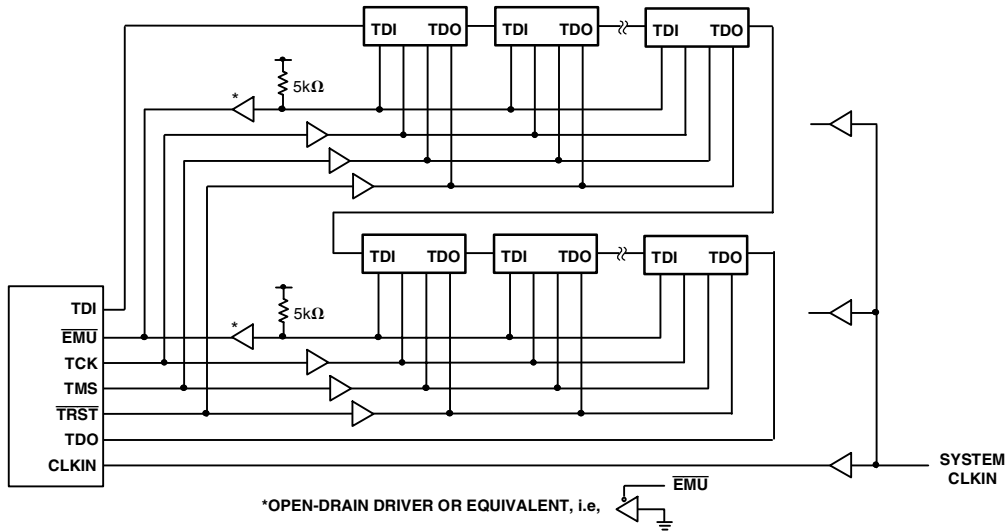 TDI TDO TDI TDO TDI TDO
*
5kΩ
TDI TDO TDI TDO TDI TDO
*
5kΩ
TDI
EMU
TCK
TMS
TRST
TDO
CLKIN
SYSTEM
CLKIN
*OPEN-DRAIN DRIVER OR EQUIVALENT, i.e,
EMU